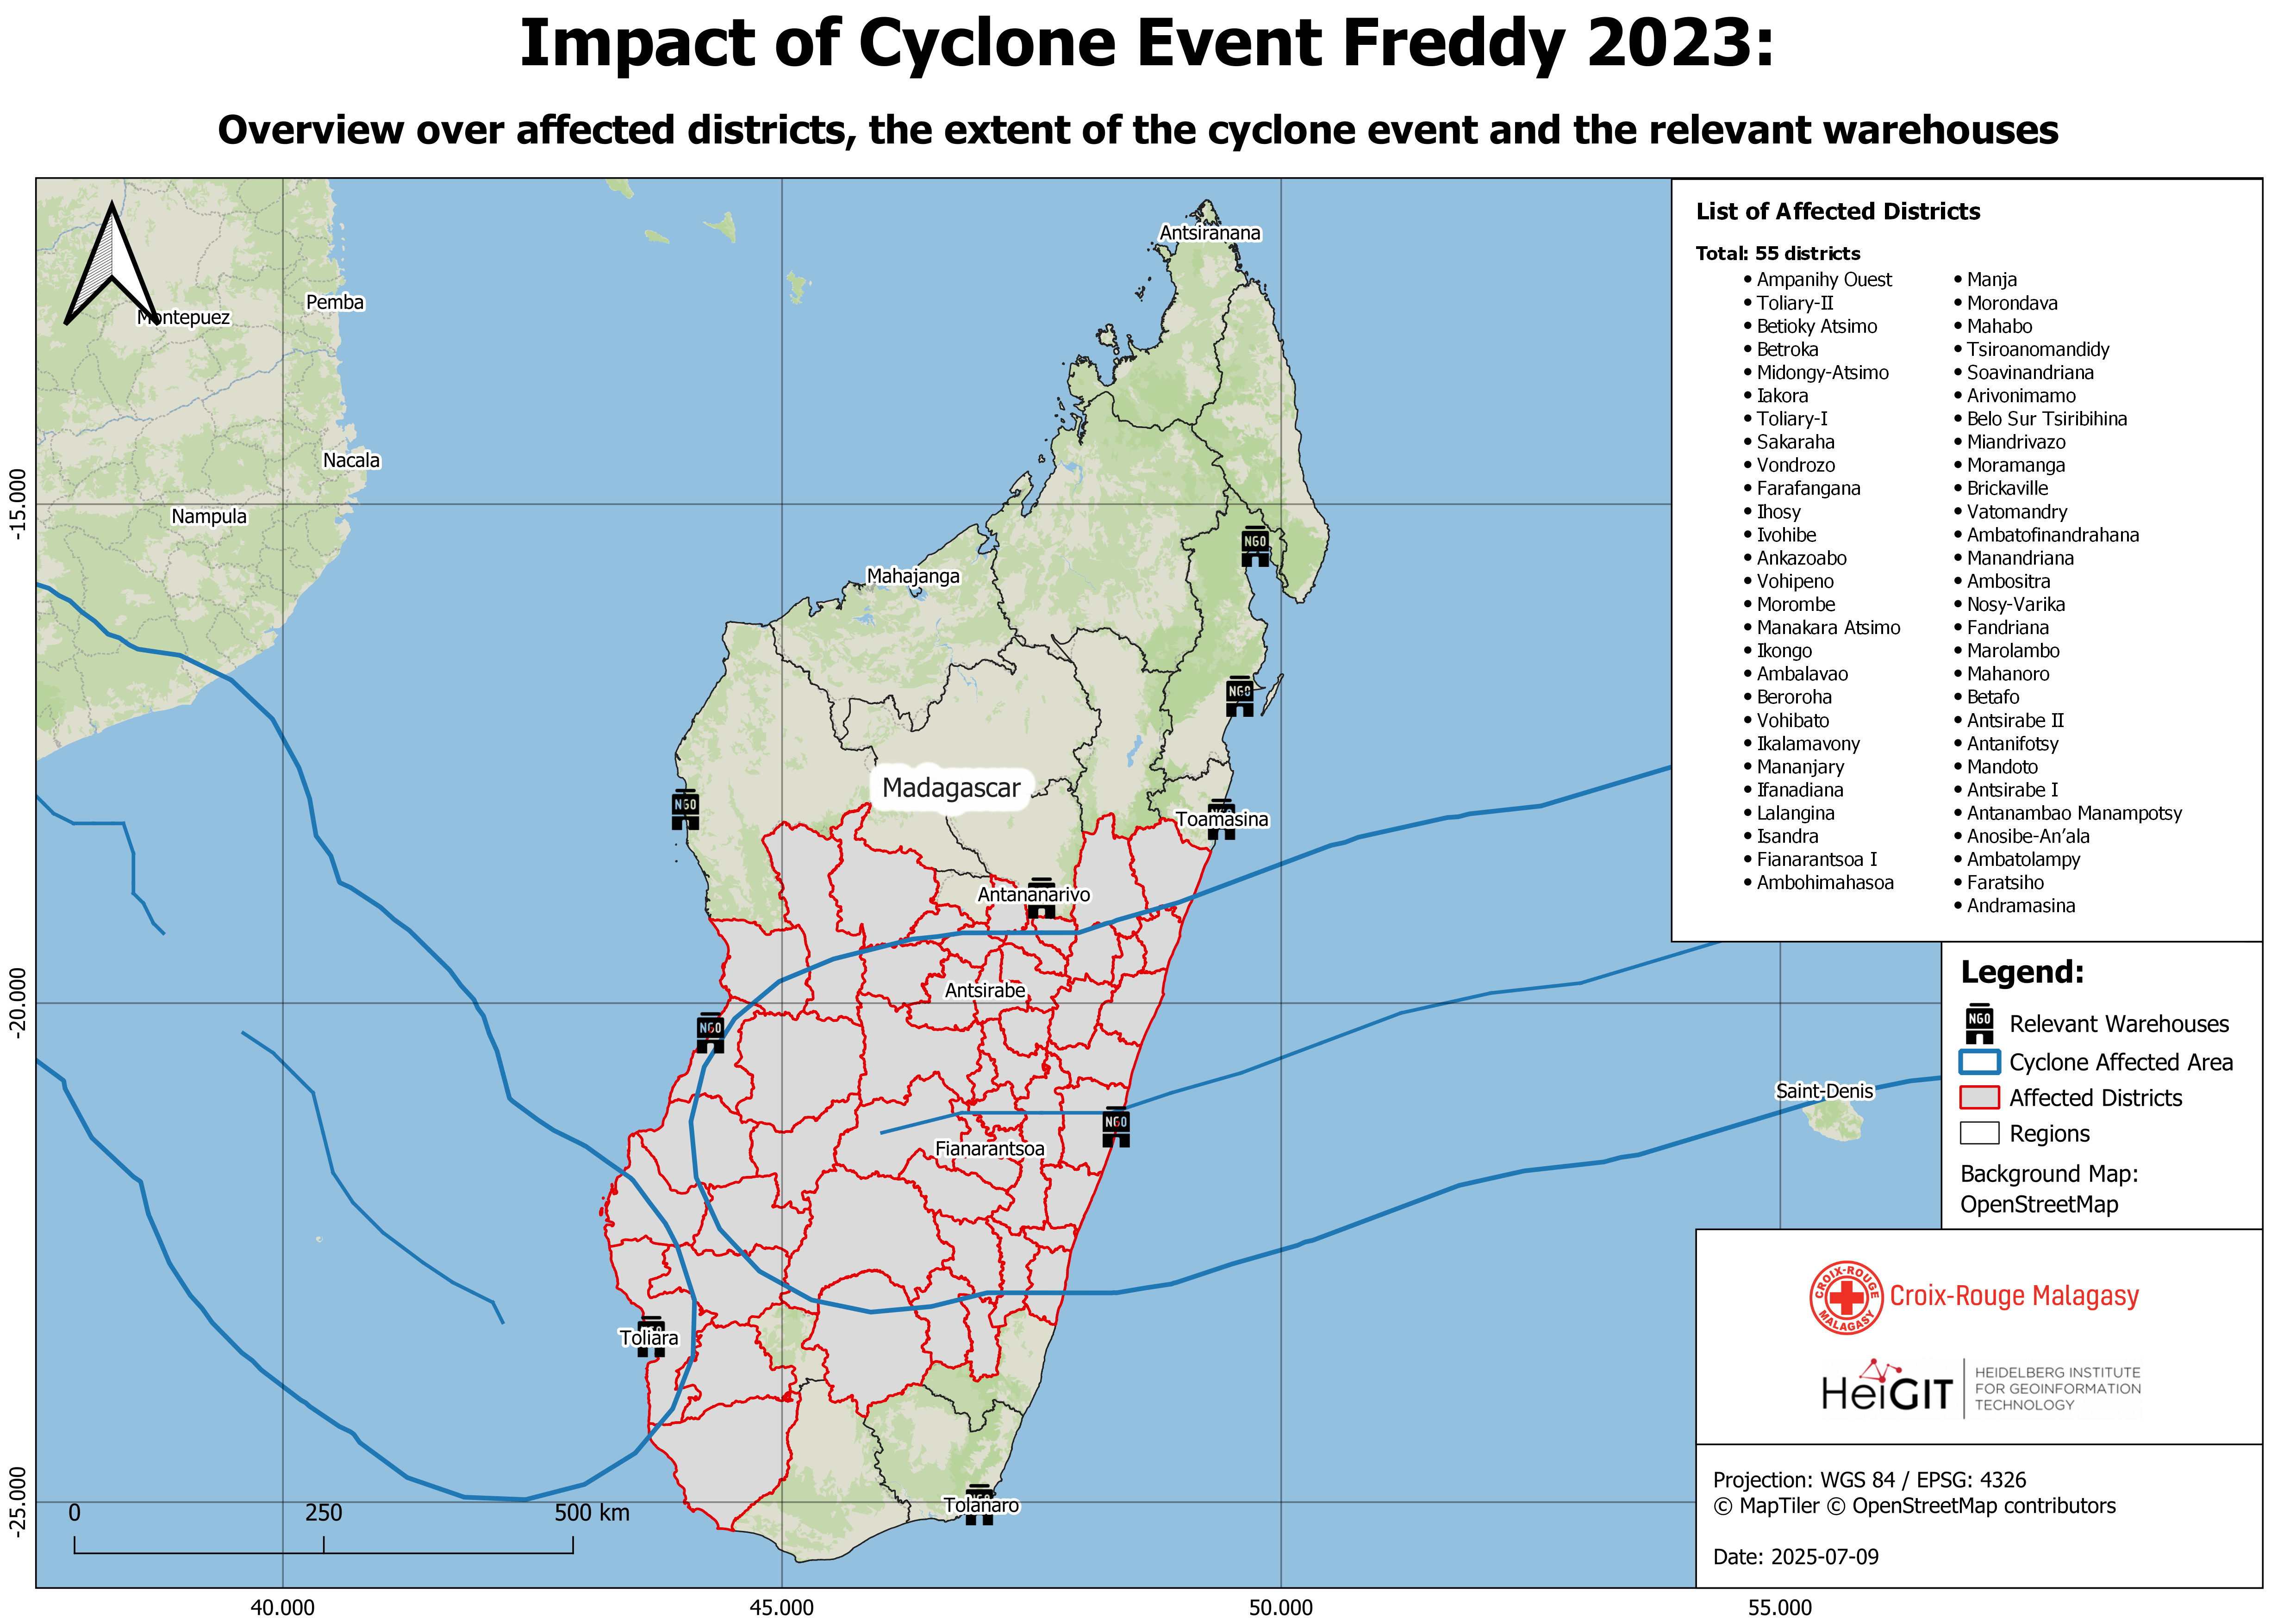 Impact of Cyclone Event Freddy 2023:
Overview over affected districts, the extent of the cyclone event and the relevant warehouses
Antsiranana
Pemba
Montepuez
Nacala
Nampula
Mahajanga
Madagascar
Toamasina
Antananarivo
Antsirabe
Fianarantsoa
Saint-Denis
Toliara
Tolanaro
NGO
NGO
NGO
NGO
NGO
-15.000
-20.000
-25.000
0 250 500 km
40.000 45.000 50.000 55.000
List of Affected Districts
Total: 55 districts
• Ampanihy Ouest
• Toliary-II
• Betioky Atsimo
• Betroka
• Midongy-Atsimo
• Iakora
• Toliary-I
• Sakaraha
• Vondrozo
• Farafangana
• Ihosy
• Ivohibe
• Ankazoabo
• Vohipeno
• Morombe
• Manakara Atsimo
• Ikongo
• Ambalavao
• Beroroha
• Vohibato
• Ikalamavony
• Mananjary
• Ifanadiana
• Lalangina
• Isandra
• Fianarantsoa I
• Ambohimahasoa
• Manja
• Morondava
• Mahabo
• Tsiroanomandidy
• Soavinandriana
• Arivonimamo
• Belo Sur Tsiribihina
• Miandrivazo
• Moramanga
• Brickaville
• Vatomandry
• Ambatofinandrahana
• Manandriana
• Ambositra
• Nosy-Varika
• Fandriana
• Marolambo
• Mahanoro
• Betafo
• Antsirabe II
• Antanifotsy
• Mandoto
• Antsirabe I
• Antanambao Manampotsy
• Anosibe-An’ala
• Ambatolampy
• Faratsiho
• Andramasina
Legend:
NGO Relevant Warehouses
Cyclone Affected Area
Affected Districts
Regions
Background Map:
OpenStreetMap
CROIX-ROUGE MALAGASY
Croix-Rouge Malagasy
HeiGIT
HEIDELBERG INSTITUTE
FOR GEOINFORMATION
TECHNOLOGY
Projection: WGS 84 / EPSG: 4326
© MapTiler © OpenStreetMap contributors
Date: 2025-07-09